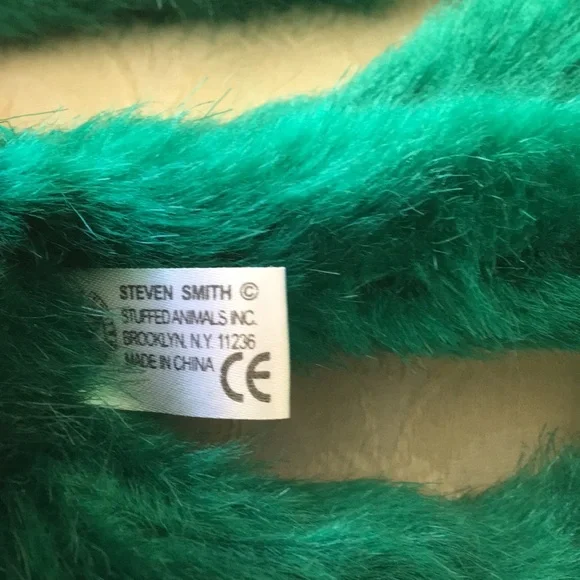 STEVEN SMITH ©
STUFFED ANIMALS INC.
BROOKLYN, N.Y. 11236
MADE IN CHINA
CE